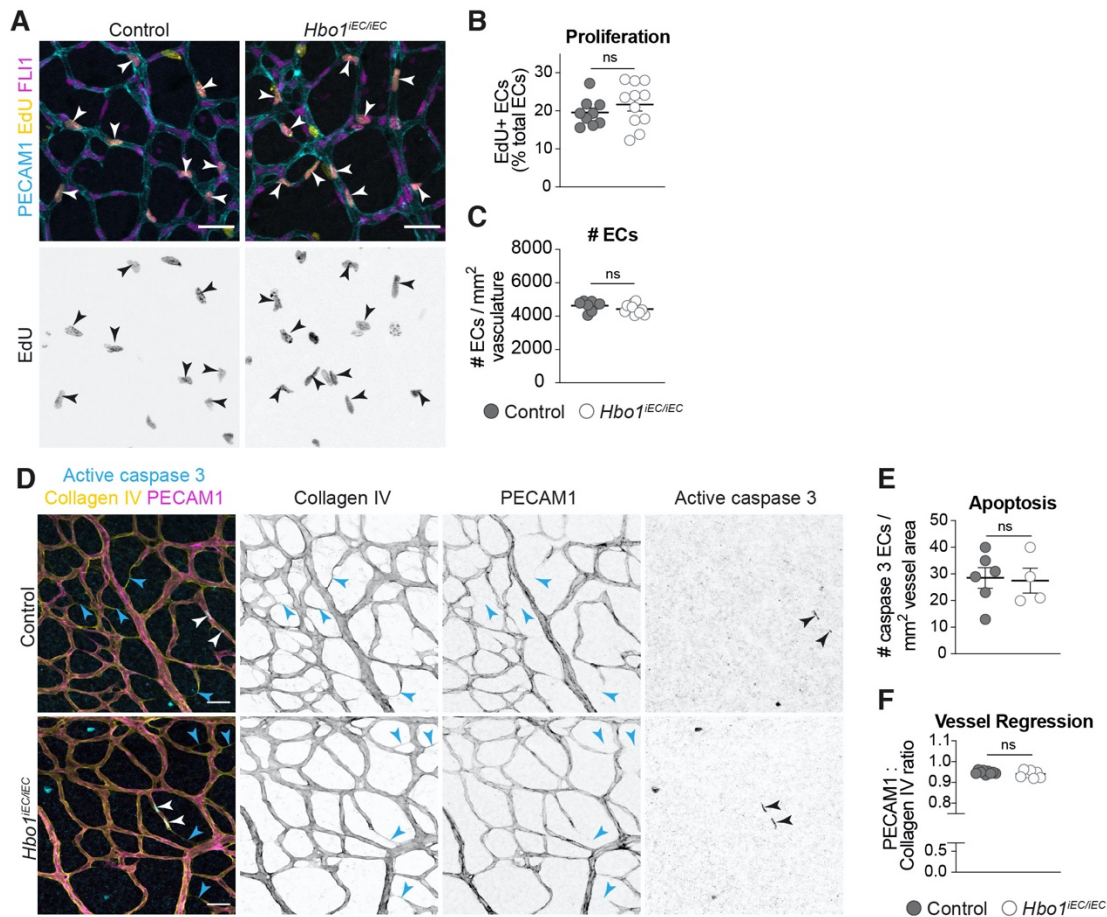 A
Control
Hbo1iEC/iEC
PECAM1 EdU FLI1
EdU
B
Proliferation
ns
EdU+ ECs
(% total ECs)
30
20
10
0
C
# ECs
ns
# ECs / mm2
vasculature
8000
6000
4000
2000
0
Control
Hbo1iEC/iEC
D
Active caspase 3
Collagen IV PECAM1
Collagen IV
PECAM1
Active caspase 3
Control
Hbo1iEC/iEC
E
Apoptosis
ns
# caspase 3 ECs /
mm2 vessel area
50
40
30
20
10
0
F
Vessel Regression
ns
PECAM1 :
Collagen IV ratio
1.1
1.0
0.9
0.8
0.5
0.0
Control
Hbo1iEC/iEC